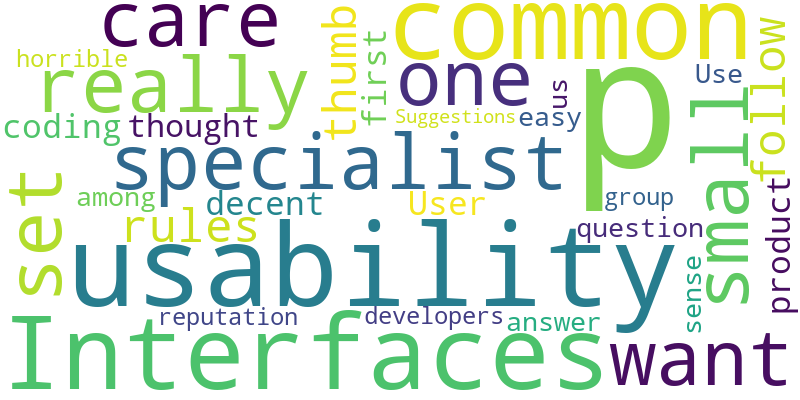 care
common
horrible
thumb
first
follow
really
one
p
Use
us
coding
thought
Suggestions
easy
small
specialist
set
among
decent
User
group
product
rules
question
usability
sense
reputation
developers
answer
Interfaces
want